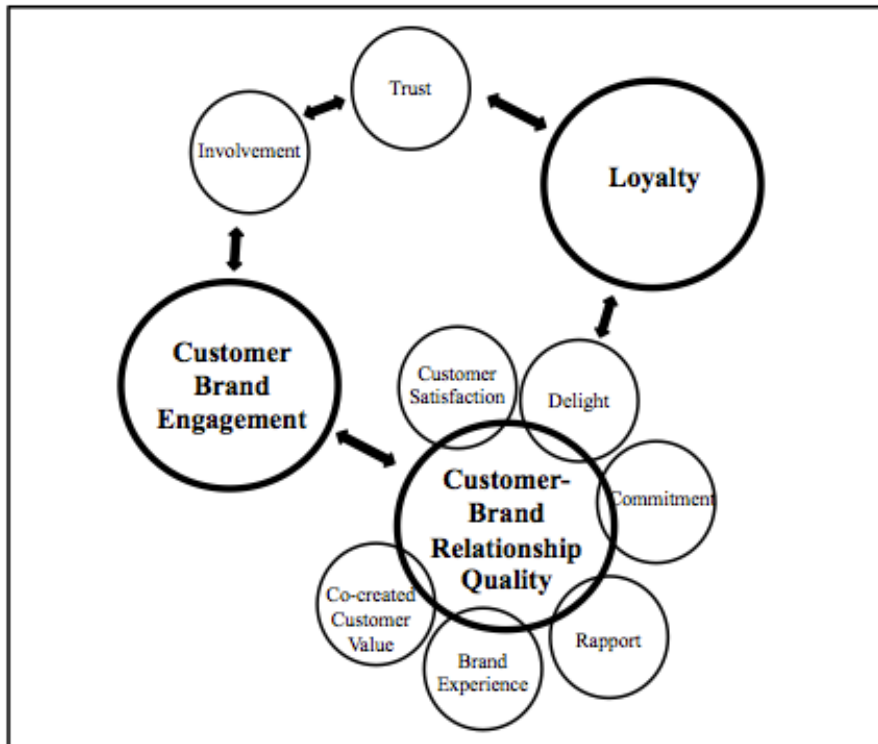 Trust
Involvement
Loyalty
Customer
Brand
Engagement
Customer
Satisfaction
Delight
Commitment
Customer-
Brand
Relationship
Quality
Co-created
Customer
Value
Brand
Experience
Rapport